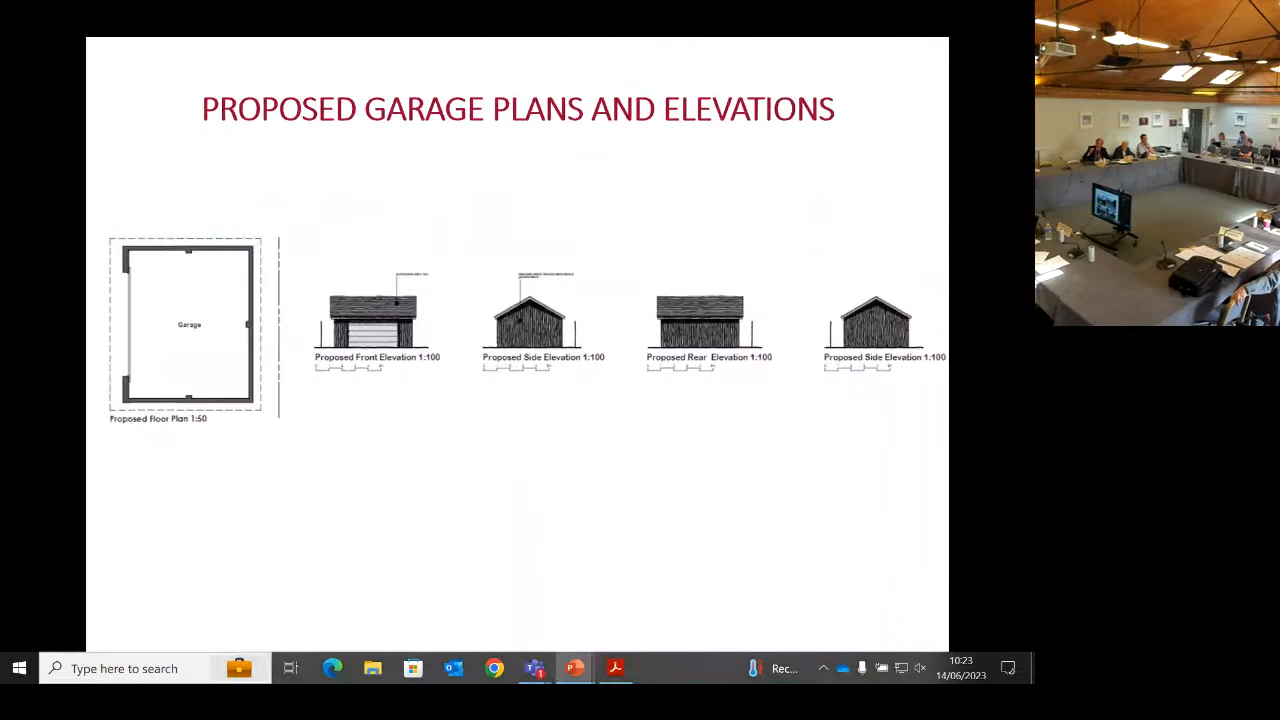 PROPOSED GARAGE PLANS AND ELEVATIONS
Garage
Proposed Floor Plan 1:50
Proposed Front Elevation 1:100
Proposed Side Elevation 1:100
Proposed Rear Elevation 1:100
Proposed Side Elevation 1:100
Type here to search
Rec...
10:23
14/06/2023